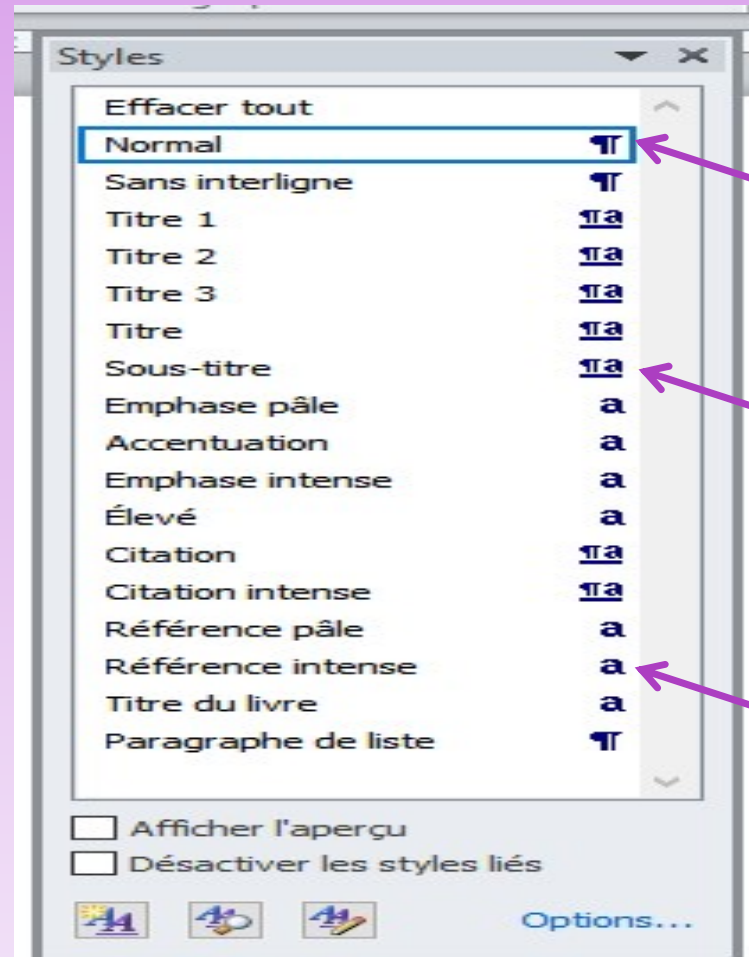 Styles
Effacer tout
Normal ¶
Sans interligne ¶
Titre 1 ¶a
Titre 2 ¶a
Titre 3 ¶a
Titre ¶a
Sous-titre ¶a
Emphase pâle a
Accentuation a
Emphase intense a
Élevé a
Citation ¶a
Citation intense ¶a
Référence pâle a
Référence intense a
Titre du livre a
Paragraphe de liste ¶
Afficher l'aperçu
Désactiver les styles liés
Options...